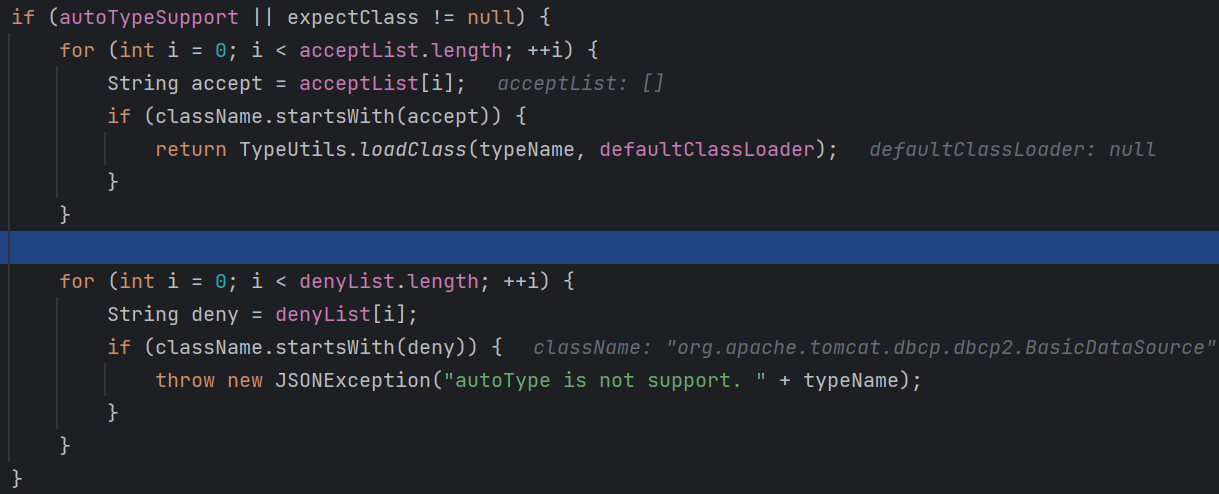 if (autoTypeSupport || expectClass != null) {
for (int i = 0; i < acceptList.length; ++i) {
String accept = acceptList[i]; acceptList: []
if (className.startsWith(accept)) {
return TypeUtils.loadClass(typeName, defaultClassLoader); defaultClassLoader: null
}
}
for (int i = 0; i < denyList.length; ++i) {
String deny = denyList[i];
if (className.startsWith(deny)) { className: "org.apache.tomcat.dbcp.dbcp2.BasicDataSource"
throw new JSONException("autoType is not support. " + typeName);
}
}
}